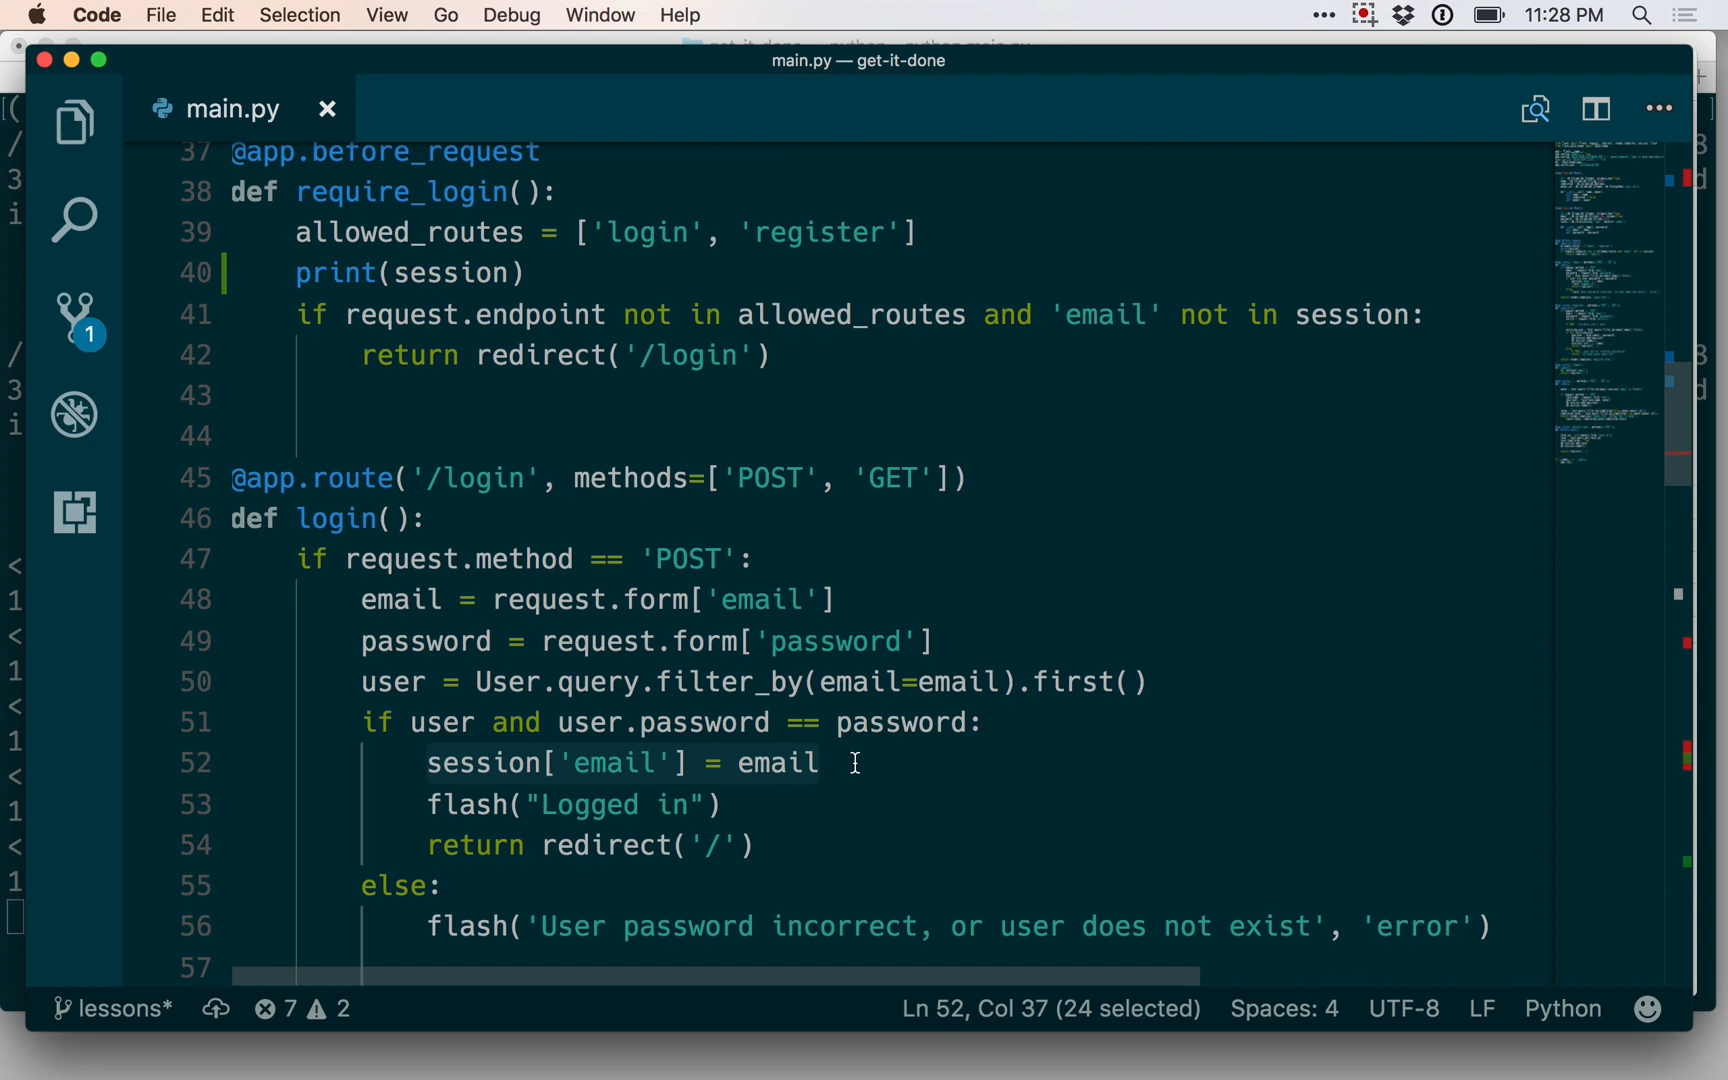 Code File Edit Selection View Go Debug Window Help 11:28 PM
main.py — get-it-done
main.py
37 @app.before_request
38 def require_login():
39     allowed_routes = ['login', 'register']
40     print(session)
41     if request.endpoint not in allowed_routes and 'email' not in session:
42         return redirect('/login')
43
44
45 @app.route('/login', methods=['POST', 'GET'])
46 def login():
47     if request.method == 'POST':
48         email = request.form['email']
49         password = request.form['password']
50         user = User.query.filter_by(email=email).first()
51         if user and user.password == password:
52             session['email'] = email
53             flash("Logged in")
54             return redirect('/')
55         else:
56             flash('User password incorrect, or user does not exist', 'error')
57
1
lessons* 7 2 Ln 52, Col 37 (24 selected) Spaces: 4 UTF-8 LF Python